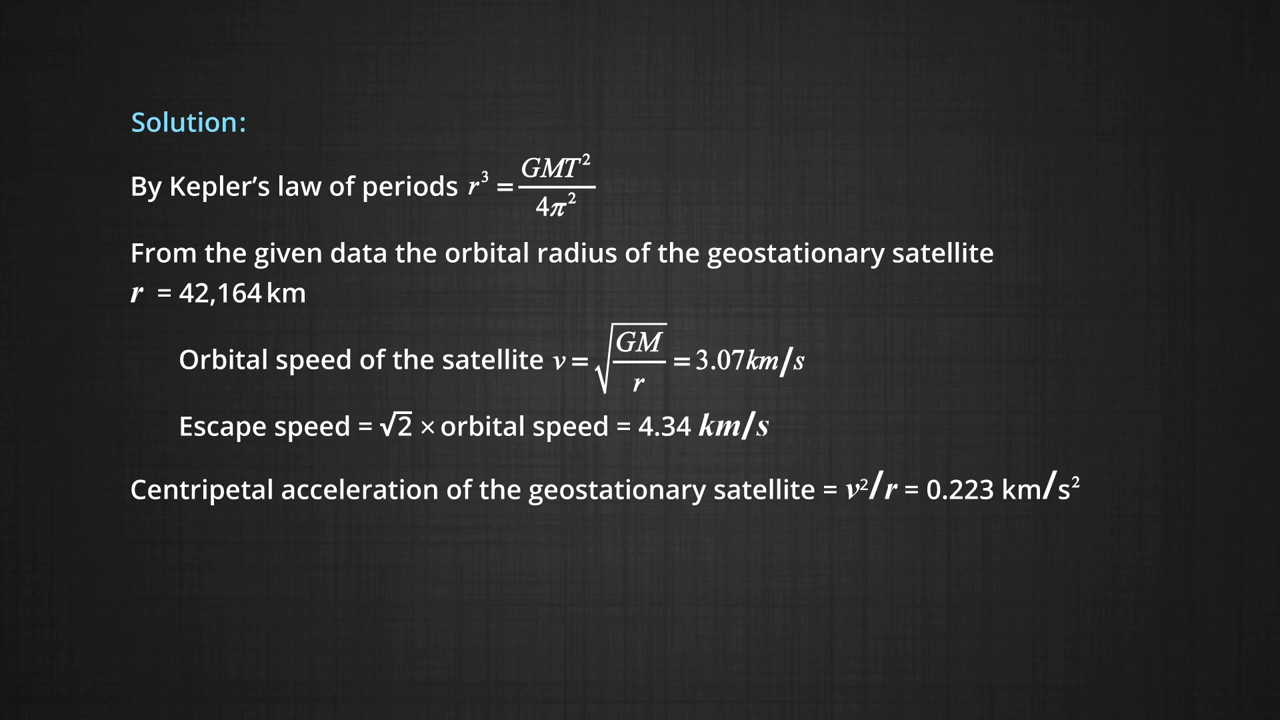 Solution:
By Kepler’s law of periods r³ = GMT² / 4π²
From the given data the orbital radius of the geostationary satellite
r = 42,164 km
Orbital speed of the satellite v = √(GM / r) = 3.07km/s
Escape speed = √2 × orbital speed = 4.34 km/s
Centripetal acceleration of the geostationary satellite = v²/r = 0.223 km/s²